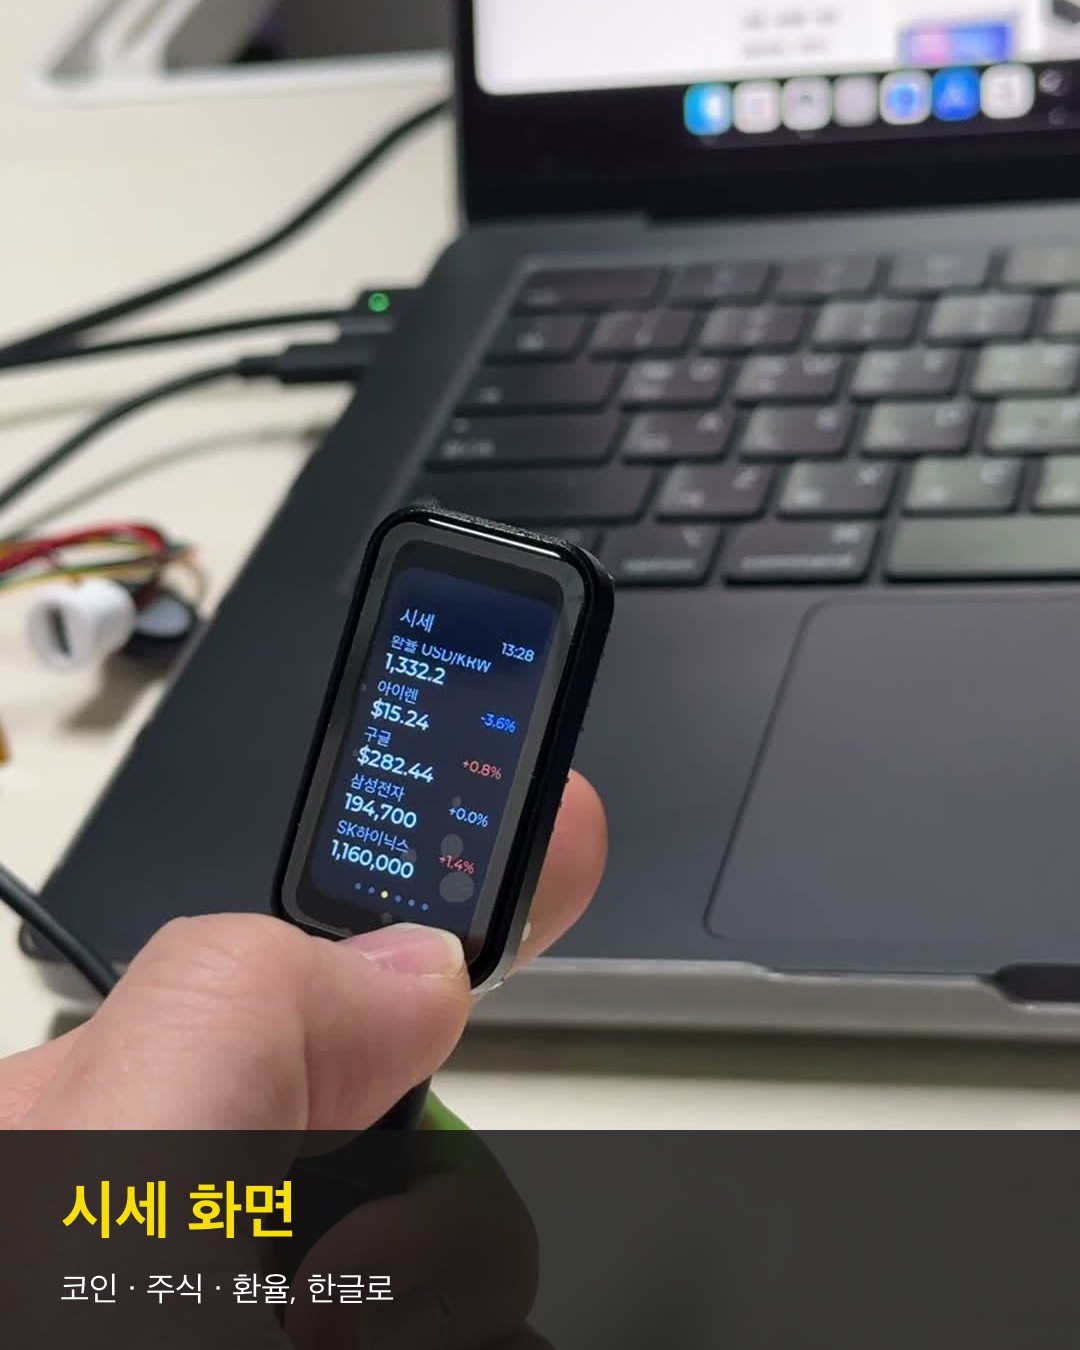 시세
13:28
환율 USD/KRW
1,332.2
아이렌
$15.24 -3.6%
구글
$282.44 +0.8%
삼성전자
194,700 +0.0%
SK하이닉스
1,160,000 +1.4%
command
시세 화면
코인 · 주식 · 환율, 한글로